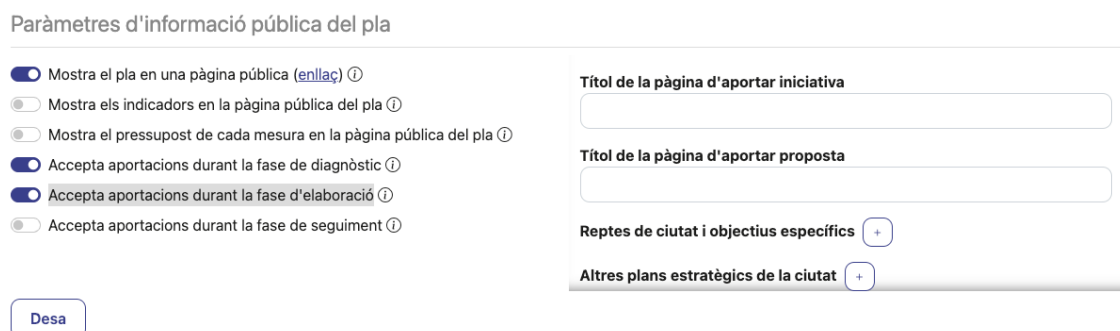 Paràmetres d'informació pública del pla
Mostra el pla en una pàgina pública (enllaç)
Mostra els indicadors en la pàgina pública del pla
Mostra el pressupost de cada mesura en la pàgina pública del pla
Accepta aportacions durant la fase de diagnòstic
Accepta aportacions durant la fase d'elaboració
Accepta aportacions durant la fase de seguiment
Desa
Títol de la pàgina d'aportar iniciativa
Títol de la pàgina d'aportar proposta
Reptes de ciutat i objectius específics +
Altres plans estratègics de la ciutat +